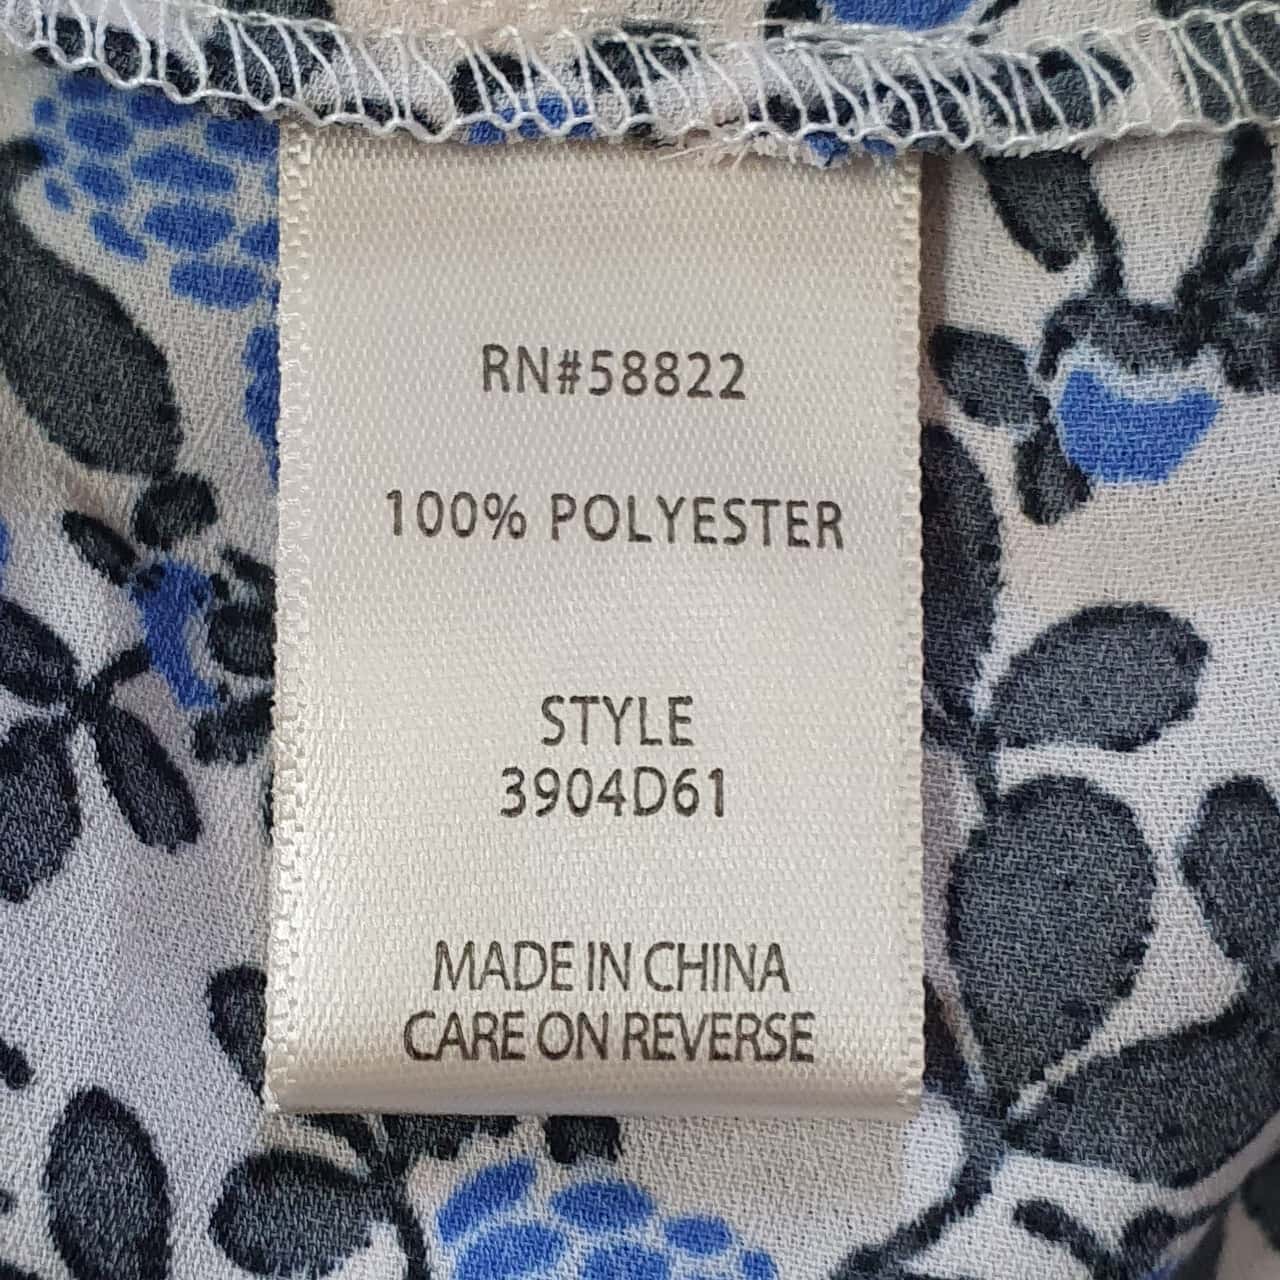 RN#58822
100% POLYESTER
STYLE
3904D61
MADE IN CHINA
CARE ON REVERSE